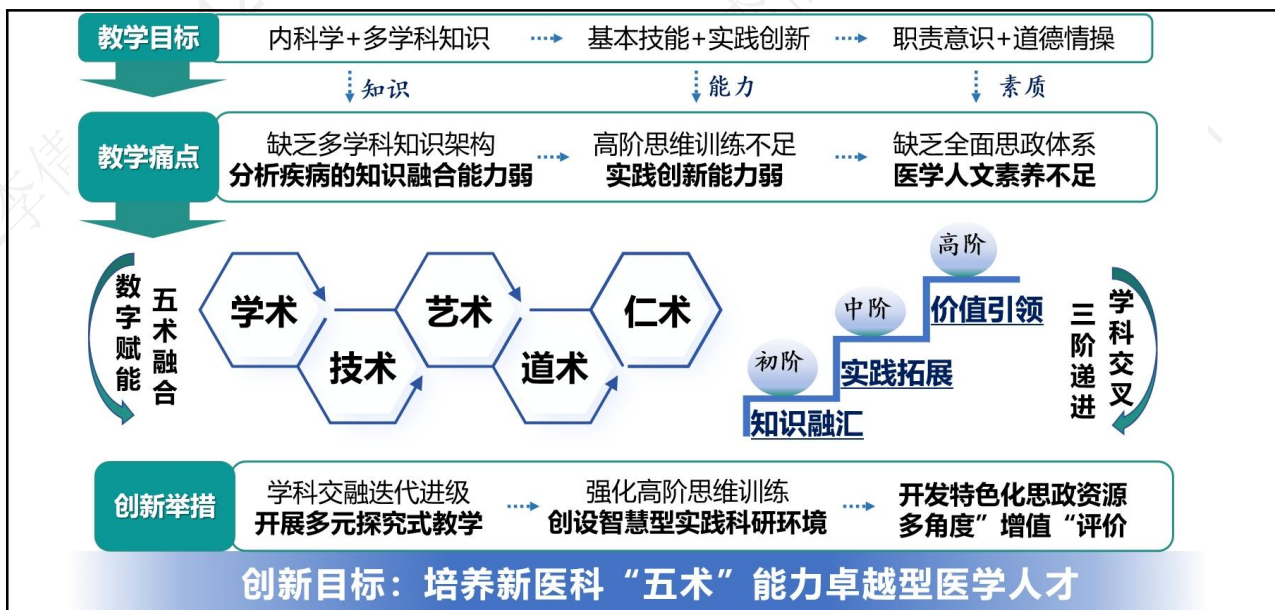 教学目标
内科学+多学科知识
基本技能+实践创新
职责意识+道德情操
知识
能力
素质
教学痛点
缺乏多学科知识架构
分析疾病的知识融合能力弱
高阶思维训练不足
实践创新能力弱
缺乏全面思政体系
医学人文素养不足
数字赋能
五术融合
学术
技术
艺术
道术
仁术
初阶
知识融汇
中阶
实践拓展
高阶
价值引领
三阶递进
学科交叉
创新举措
学科交融迭代进级
开展多元探究式教学
强化高阶思维训练
创设智慧型实践科研环境
开发特色化思政资源
多角度”增值“评价
创新目标：培养新医科“五术”能力卓越型医学人才